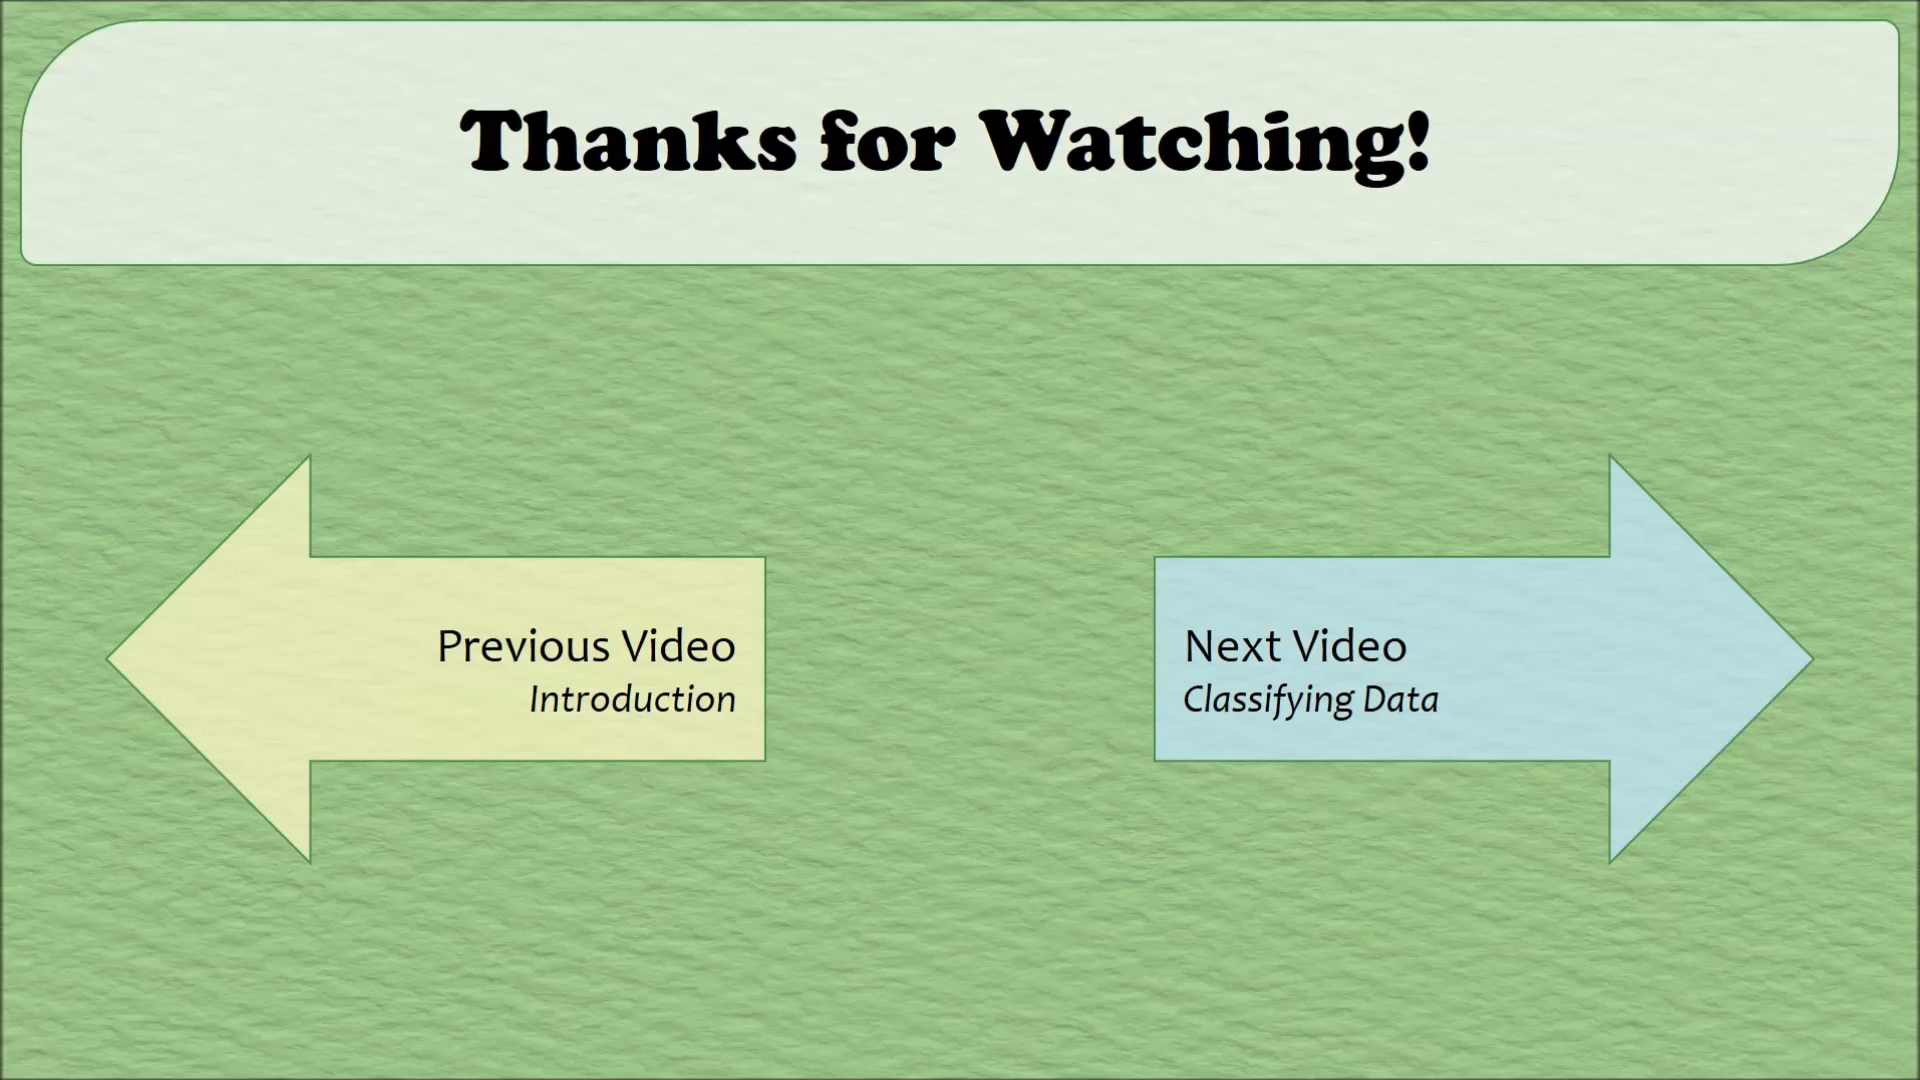 Thanks for Watching!
Previous Video
Introduction
Next Video
Classifying Data